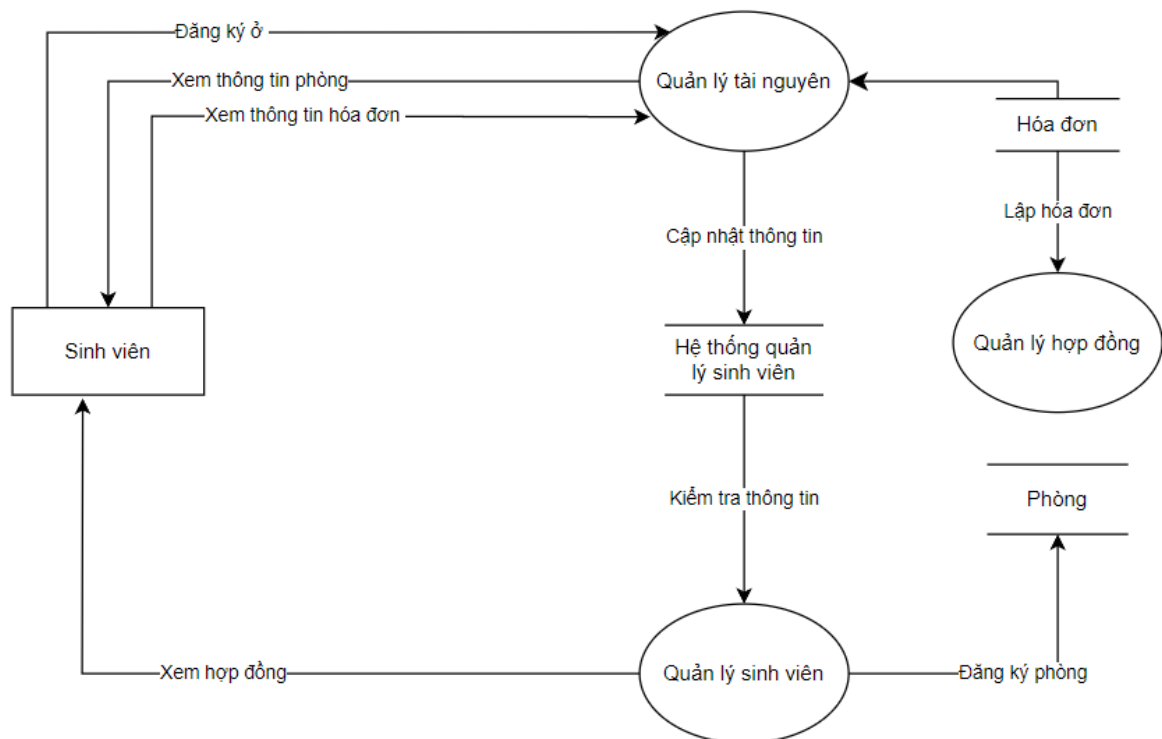 Đăng ký ở
Quản lý tài nguyên
Xem thông tin phòng
Xem thông tin hóa đơn
Hóa đơn
Lập hóa đơn
Cập nhật thông tin
Sinh viên
Hệ thống quản
lý sinh viên
Quản lý hợp đồng
Kiểm tra thông tin
Phòng
Xem hợp đồng
Quản lý sinh viên
Đăng ký phòng